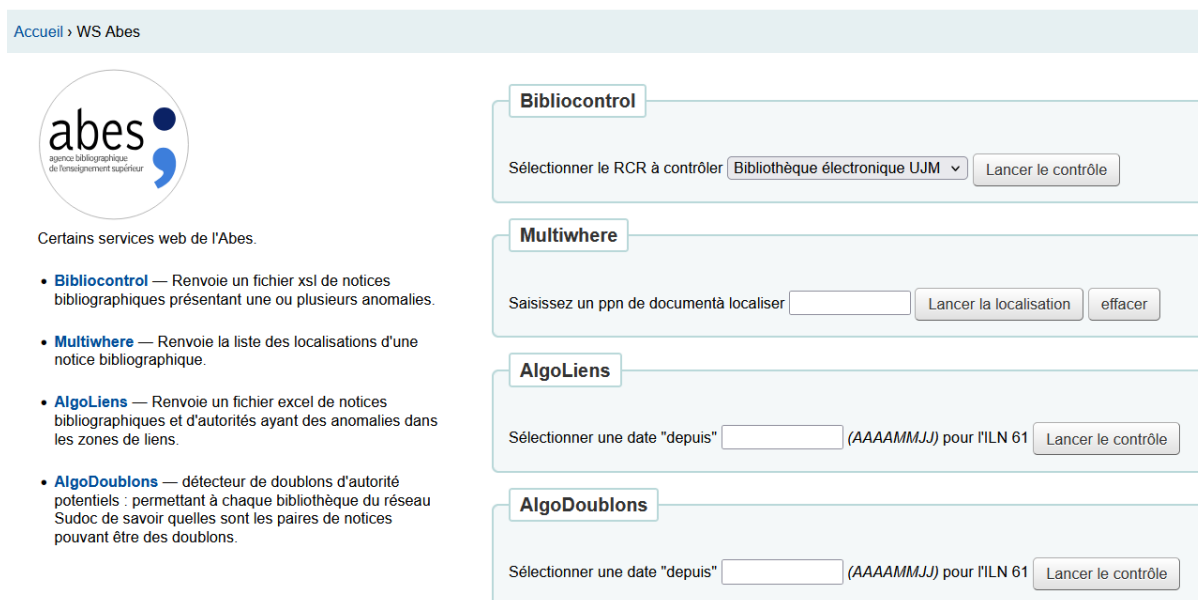 Accueil › WS Abes
abes
agence bibliographique
de l'enseignement supérieur
Certains services web de l'Abes.
• Bibliocontrol — Renvoie un fichier xsl de notices
bibliographiques présentant une ou plusieurs anomalies.
• Multiwhere — Renvoie la liste des localisations d'une
notice bibliographique.
• AlgoLiens — Renvoie un fichier excel de notices
bibliographiques et d'autorités ayant des anomalies dans
les zones de liens.
• AlgoDoublons — détecteur de doublons d'autorité
potentiels : permettant à chaque bibliothèque du réseau
Sudoc de savoir quelles sont les paires de notices
pouvant être des doublons.
Bibliocontrol
Sélectionner le RCR à contrôler Bibliothèque électronique UJM Lancer le contrôle
Multiwhere
Saisissez un ppn de documentà localiser Lancer la localisation effacer
AlgoLiens
Sélectionner une date "depuis" (AAAAMMJJ) pour l'ILN 61 Lancer le contrôle
AlgoDoublons
Sélectionner une date "depuis" (AAAAMMJJ) pour l'ILN 61 Lancer le contrôle